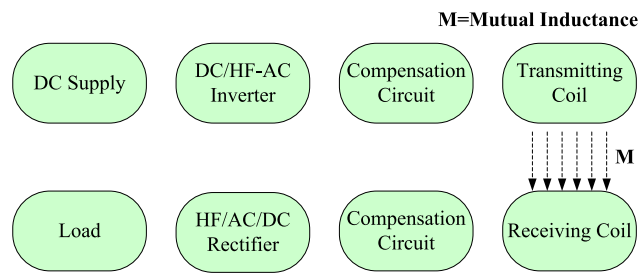 M=Mutual Inductance
DC Supply
DC/HF-AC
Inverter
Compensation
Circuit
Transmitting
Coil
M
Load
HF/AC/DC
Rectifier
Compensation
Circuit
Receiving Coil